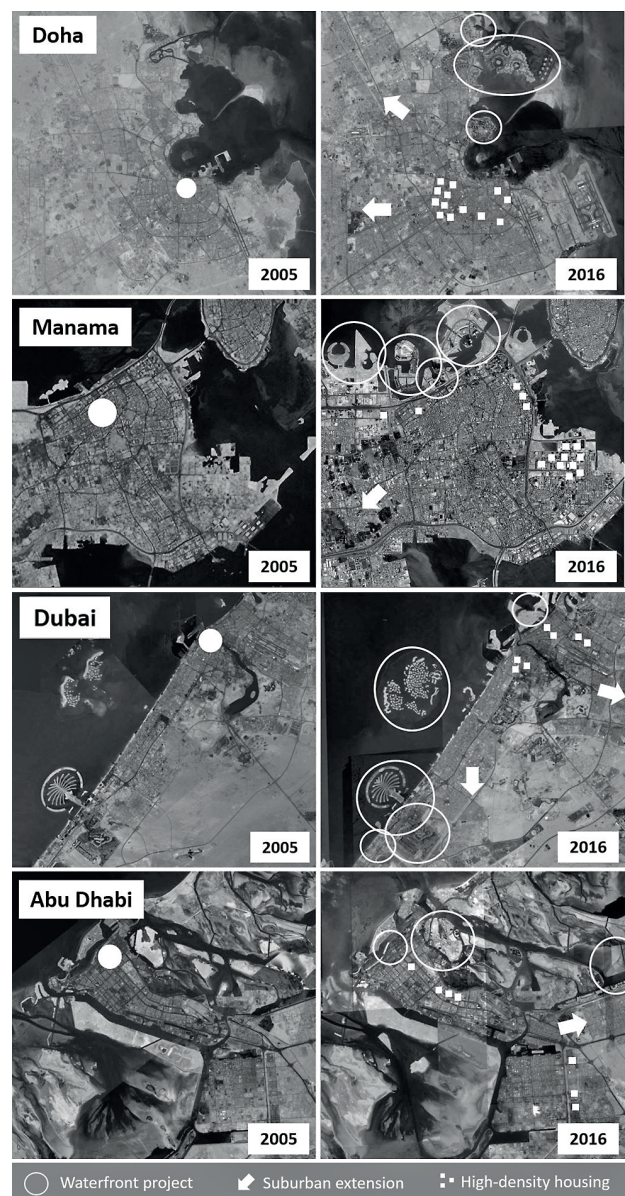 Doha
2005
2016
Manama
2005
2016
Dubai
2005
2016
Abu Dhabi
2005
2016
Waterfront project
Suburban extension
High-density housing